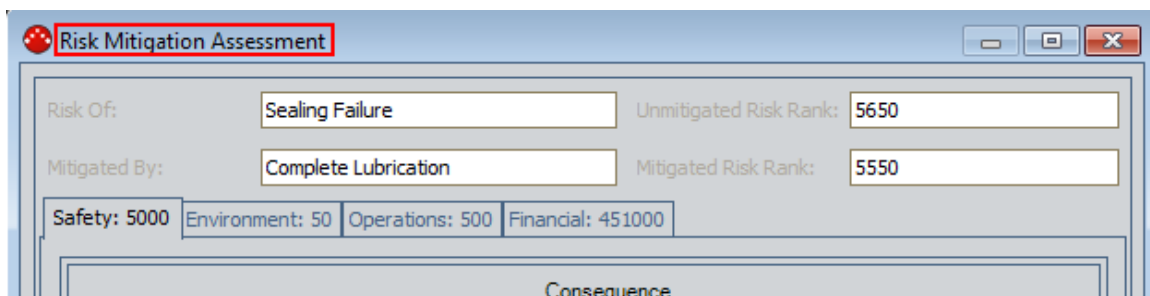 Risk Mitigation Assessment
Risk Of: Sealing Failure Unmitigated Risk Rank: 5650
Mitigated By: Complete Lubrication Mitigated Risk Rank: 5550
Safety: 5000 Environment: 50 Operations: 500 Financial: 451000
Consequence